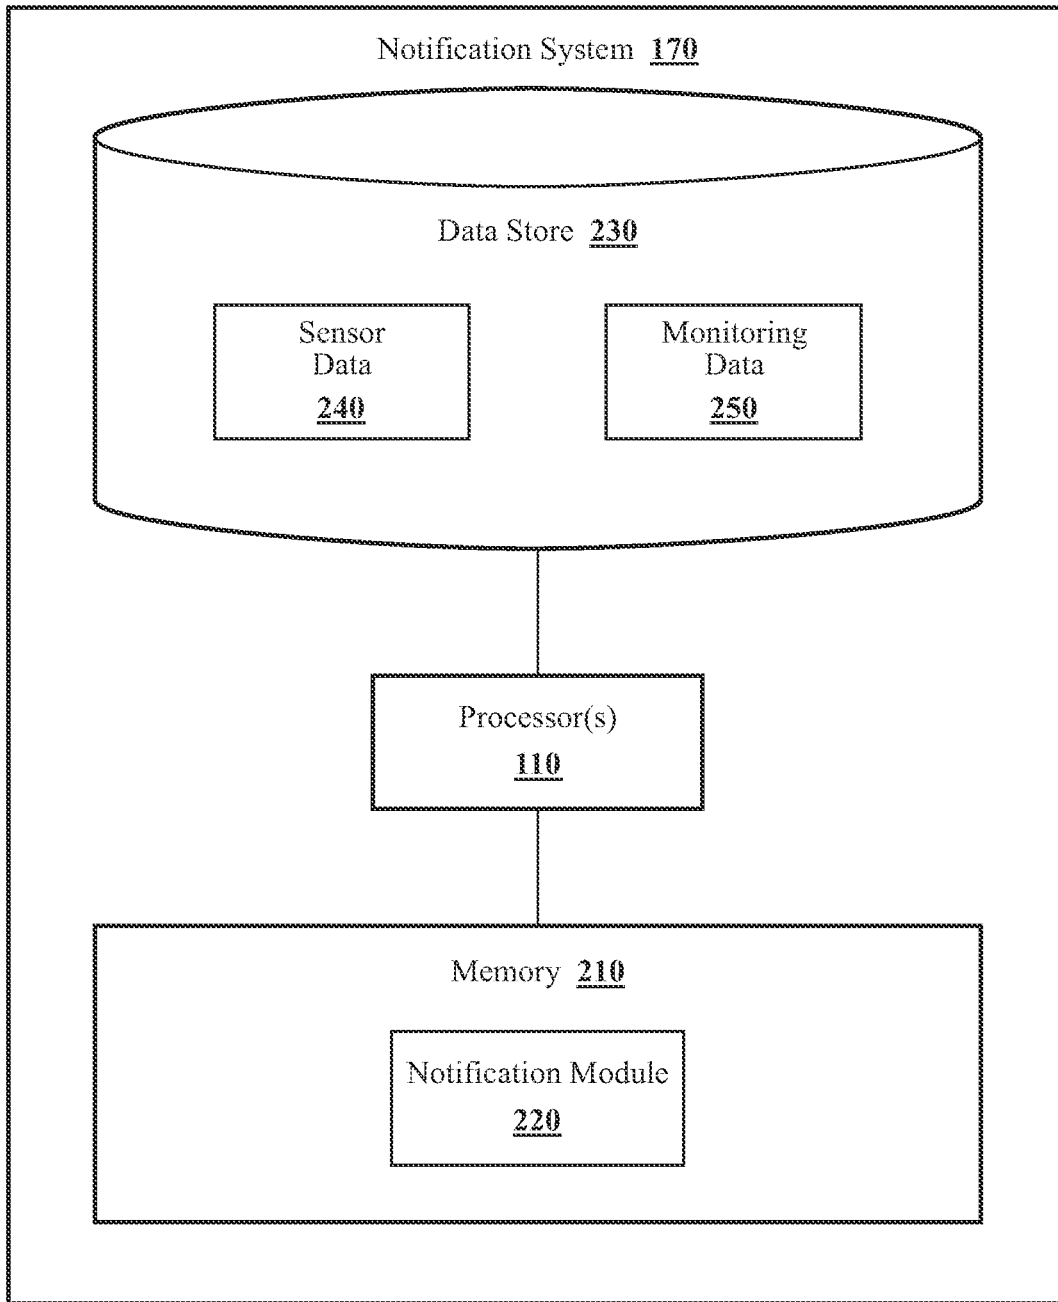 Notification System 170
Data Store 230
Sensor
Data
240
Monitoring
Data
250
Processor(s)
110
Memory 210
Notification Module
220